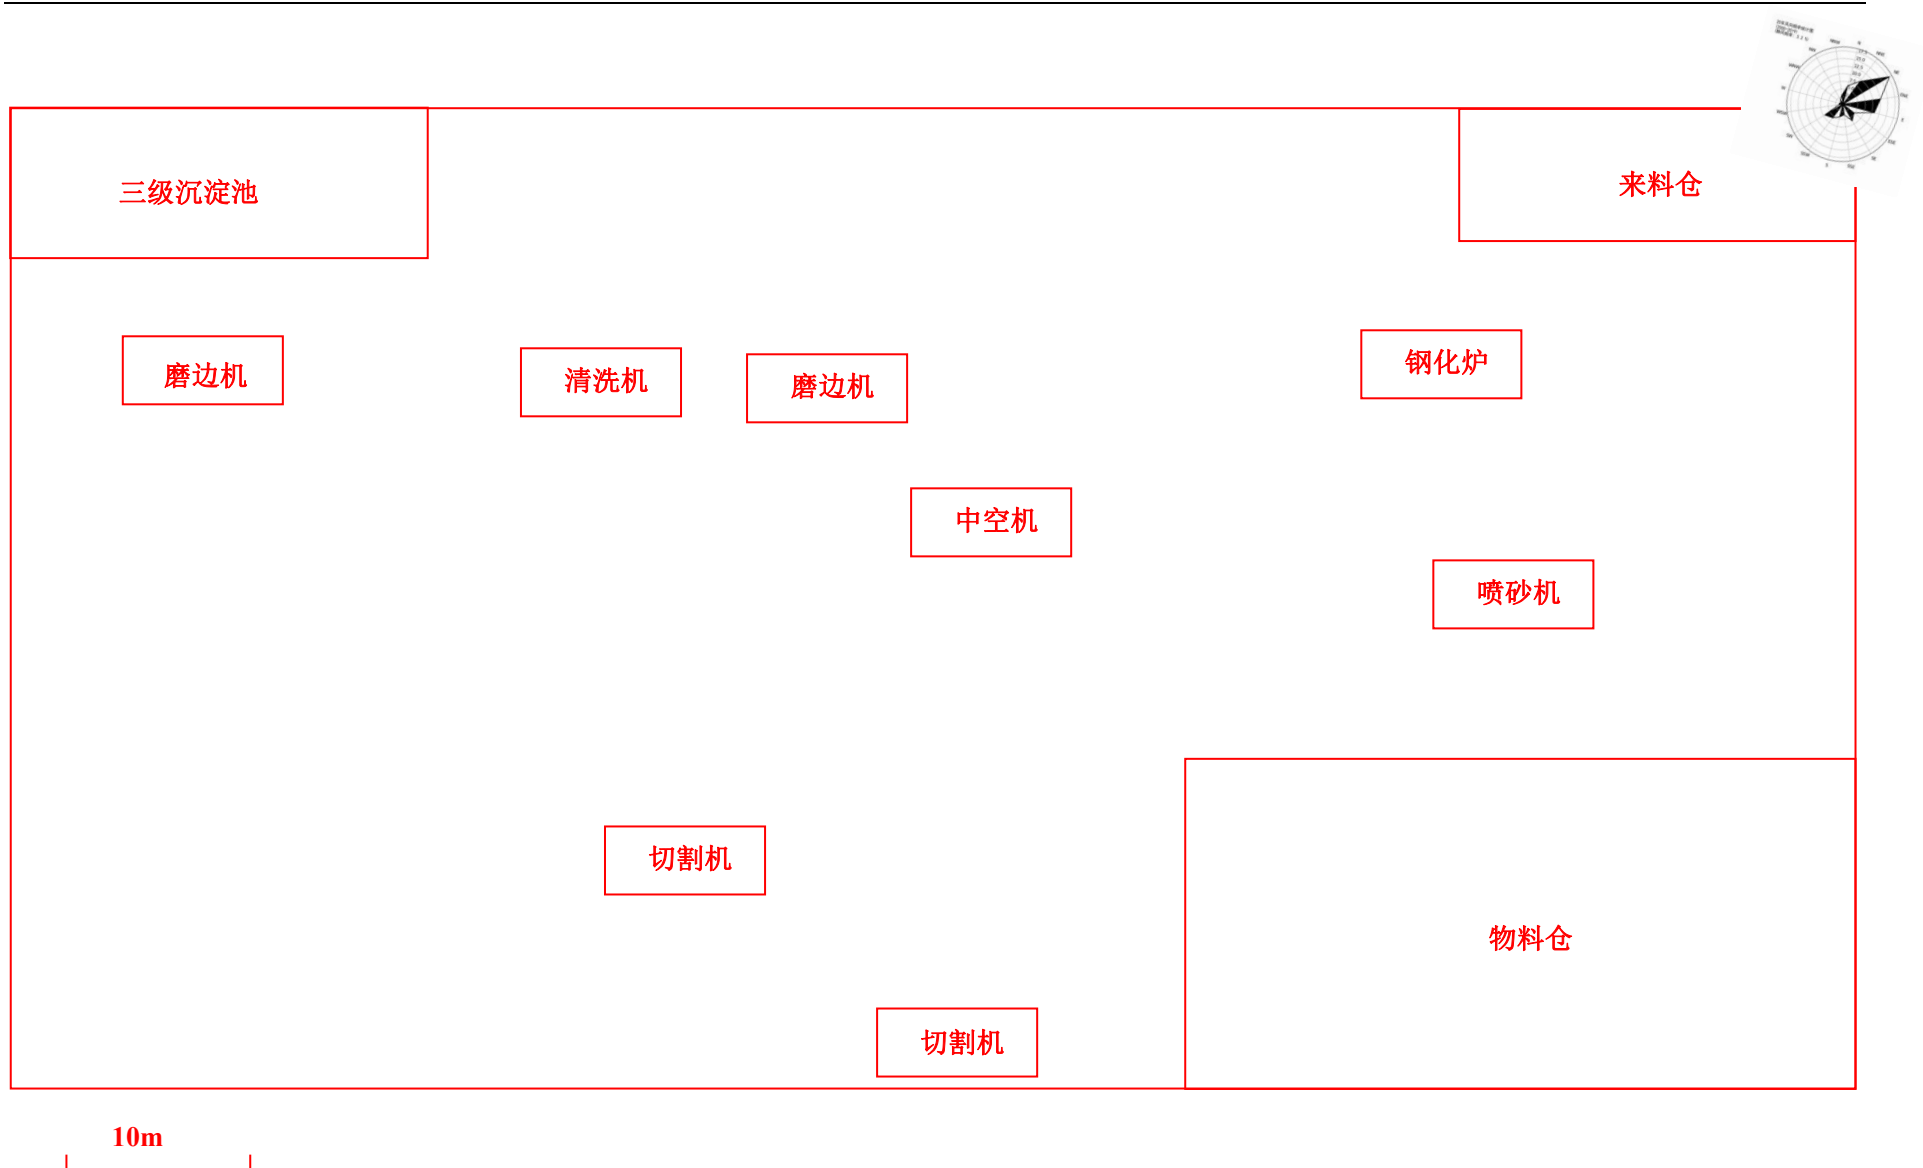 三级沉淀池
来料仓
磨边机
清洗机
磨边机
钢化炉
中空机
喷砂机
切割机
物料仓
切割机
10m